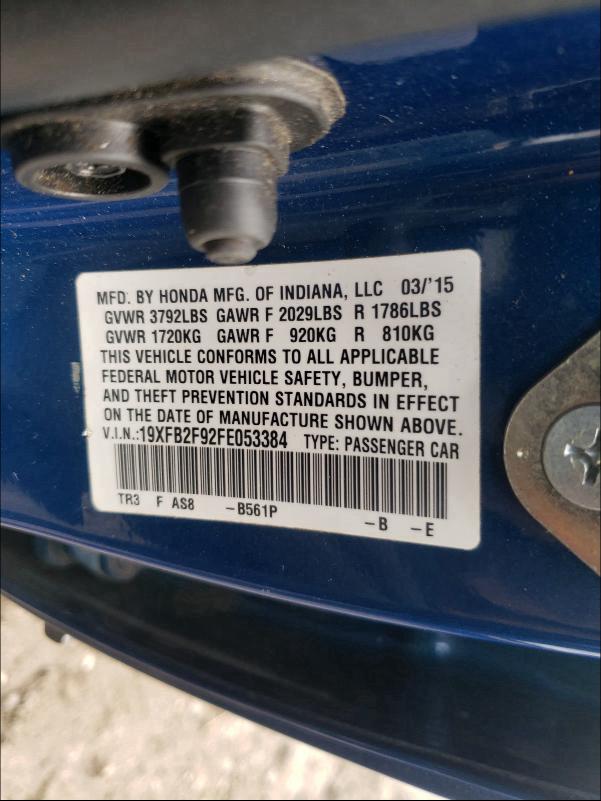 MFD. BY HONDA MFG. OF INDIANA, LLC 03/'15
GVWR 3792LBS GAWR F 2029LBS R 1786LBS
GVWR 1720KG GAWR F 920KG R 810KG
THIS VEHICLE CONFORMS TO ALL APPLICABLE
FEDERAL MOTOR VEHICLE SAFETY, BUMPER,
AND THEFT PREVENTION STANDARDS IN EFFECT
ON THE DATE OF MANUFACTURE SHOWN ABOVE.
V.I.N.:19XFB2F92FE053384 TYPE: PASSENGER CAR
TR3 F AS8 -B561P -B -E